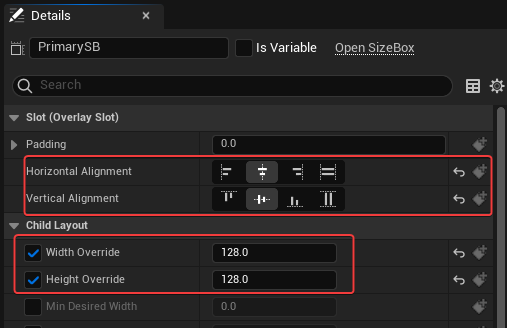 Details
PrimarySB Is Variable Open SizeBox
Search
Slot (Overlay Slot)
Padding 0.0
Horizontal Alignment
Vertical Alignment
Child Layout
Width Override 128.0
Height Override 128.0
Min Desired Width 0.0